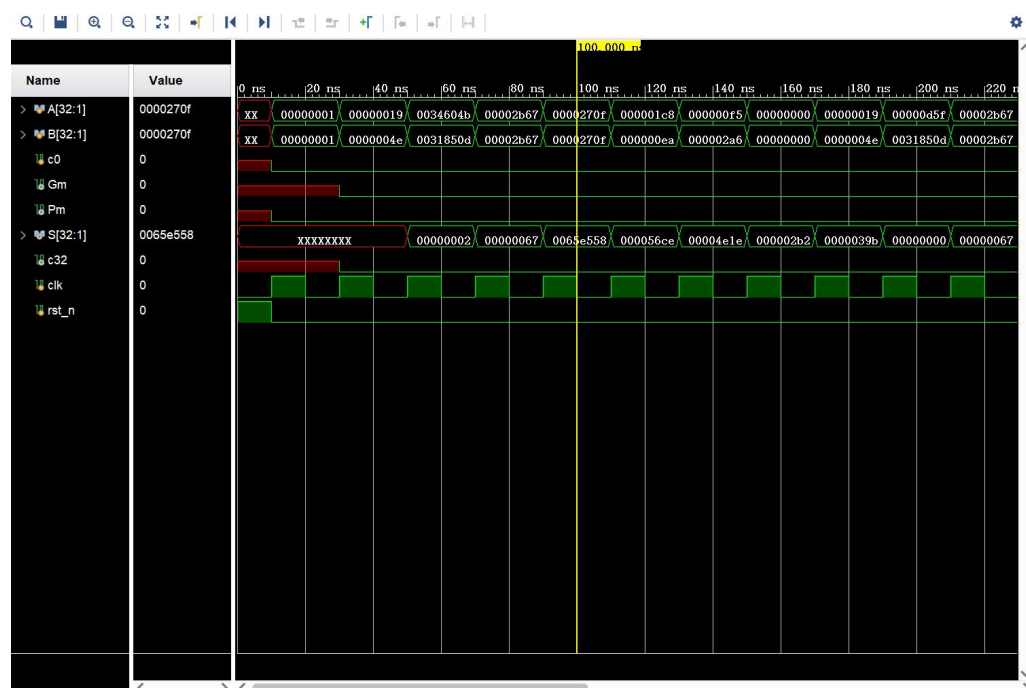 100.000 n
Name Value
0 ns 20 ns 40 ns 60 ns 80 ns 100 ns 120 ns 140 ns 160 ns 180 ns 200 ns 220 n
A[32:1] 0000270f XX 00000001 00000019 0034604b 00002b67 0000270f 000001c8 000000f5 00000000 00000019 00000d5f 00002b67
B[32:1] 0000270f XX 00000001 0000004e 0031850d 00002b67 0000270f 000000ea 000002a6 00000000 0000004e 0031850d 00002b67
c0 0
Gm 0
Pm 0
S[32:1] 0065e558 XXXXXXXX 00000002 00000067 0065e558 000056ce 00004e1e 000002b2 0000039b 00000000 00000067
c32 0
clk 0
rst_n 0